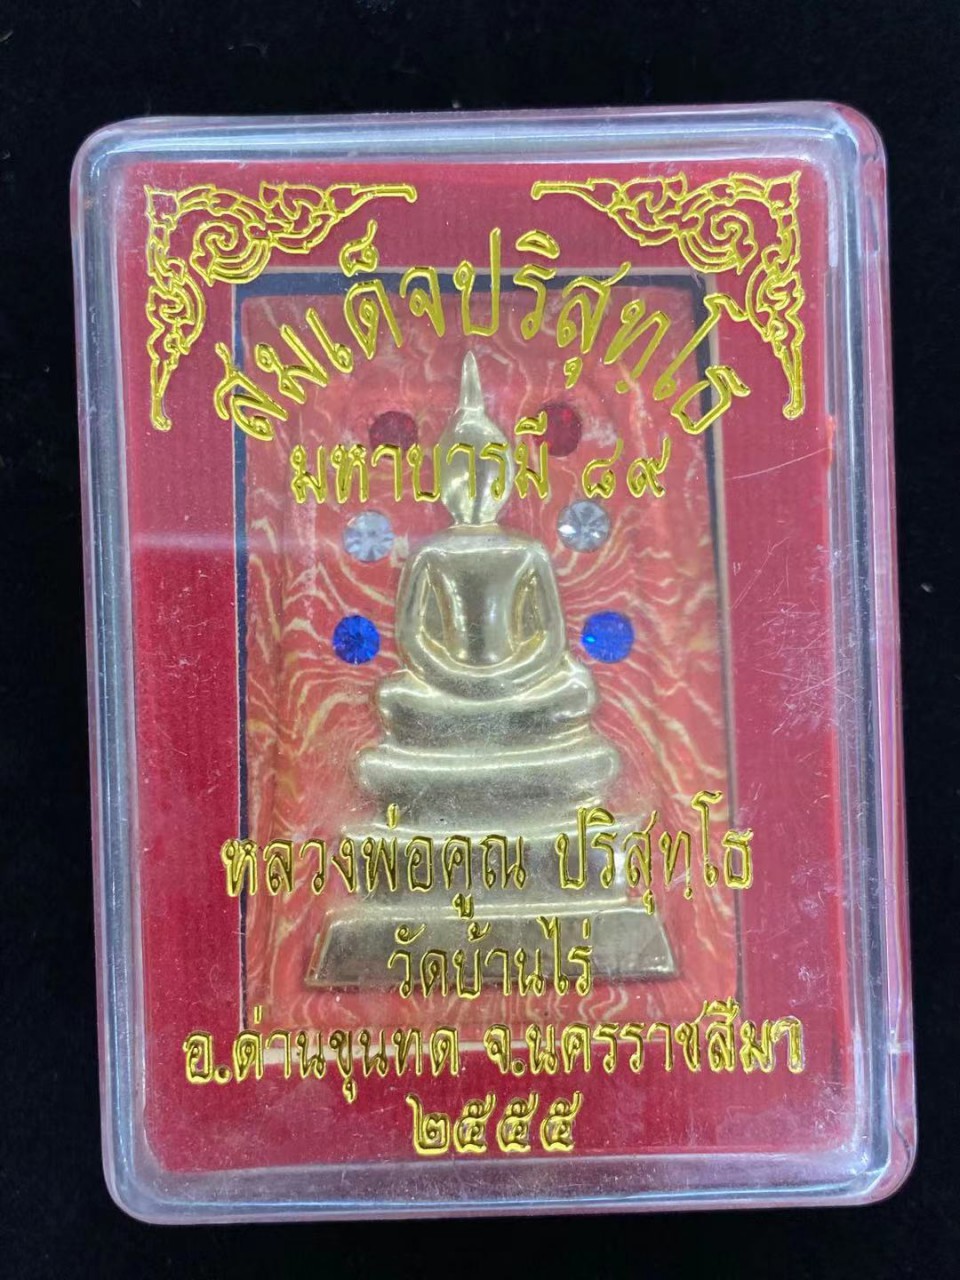 สมเด็จปริสุทฺโธ
มหาบารมี ๘๙
หลวงพ่อคูณ ปริสุทฺโธ
วัดบ้านไร่
อ.ด่านขุนทด จ.นครราชสีมา
๒๕๕๕